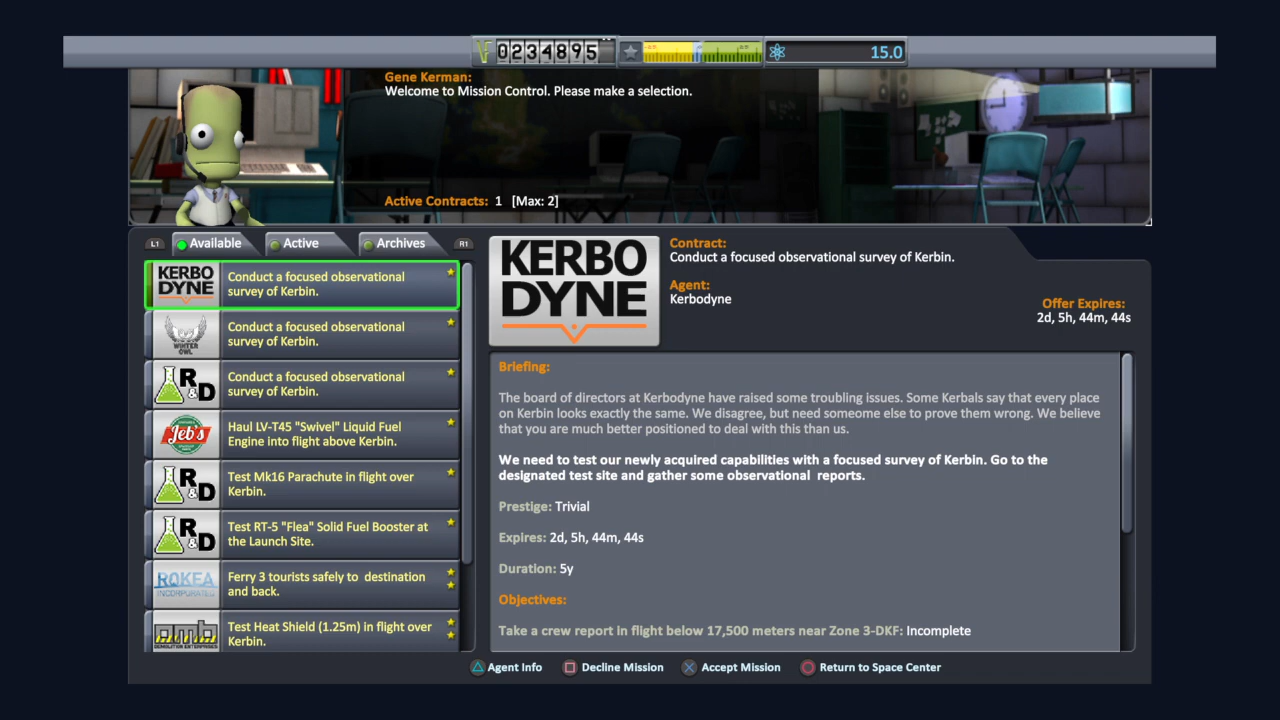 0234895
15.0
Gene Kerman:
Welcome to Mission Control. Please make a selection.
Active Contracts: 1 [Max: 2]
L1
Available
Active
Archives
R1
KERBO
DYNE
Conduct a focused observational
survey of Kerbin.
WINTER
OWL
Conduct a focused observational
survey of Kerbin.
R&D
Conduct a focused observational
survey of Kerbin.
Jeb's
Haul LV-T45 "Swivel" Liquid Fuel
Engine into flight above Kerbin.
R&D
Test Mk16 Parachute in flight over
Kerbin.
R&D
Test RT-5 "Flea" Solid Fuel Booster at
the Launch Site.
ROKEA
INCORPORATED
Ferry 3 tourists safely to destination
and back.
DEMOLITION ENTERPRISES
Test Heat Shield (1.25m) in flight over
Kerbin.
KERBO
DYNE
Contract:
Conduct a focused observational survey of Kerbin.
Agent:
Kerbodyne
Offer Expires:
2d, 5h, 44m, 44s
Briefing:
The board of directors at Kerbodyne have raised some troubling issues. Some Kerbals say that every place
on Kerbin looks exactly the same. We disagree, but need someone else to prove them wrong. We believe
that you are much better positioned to deal with this than us.
We need to test our newly acquired capabilities with a focused survey of Kerbin. Go to the
designated test site and gather some observational reports.
Prestige: Trivial
Expires: 2d, 5h, 44m, 44s
Duration: 5y
Objectives:
Take a crew report in flight below 17,500 meters near Zone 3-DKF: Incomplete
Agent Info
Decline Mission
Accept Mission
Return to Space Center